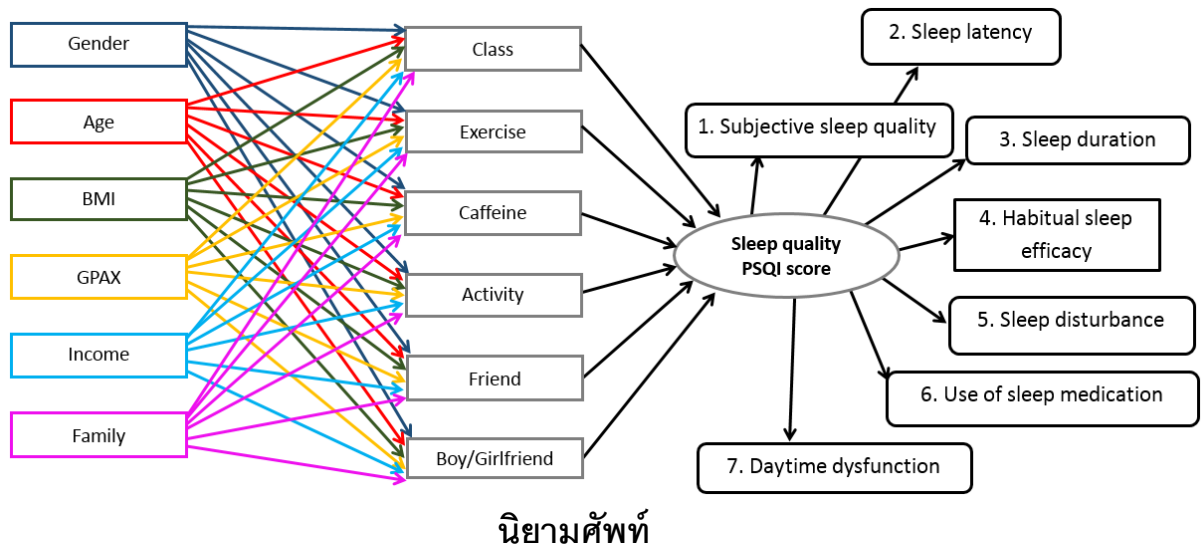 Gender
Age
BMI
GPAX
Income
Family
Class
Exercise
Caffeine
Activity
Friend
Boy/Girlfriend
Sleep quality
PSQI score
1. Subjective sleep quality
2. Sleep latency
3. Sleep duration
4. Habitual sleep
efficacy
5. Sleep disturbance
6. Use of sleep medication
7. Daytime dysfunction
นิยามศัพท์